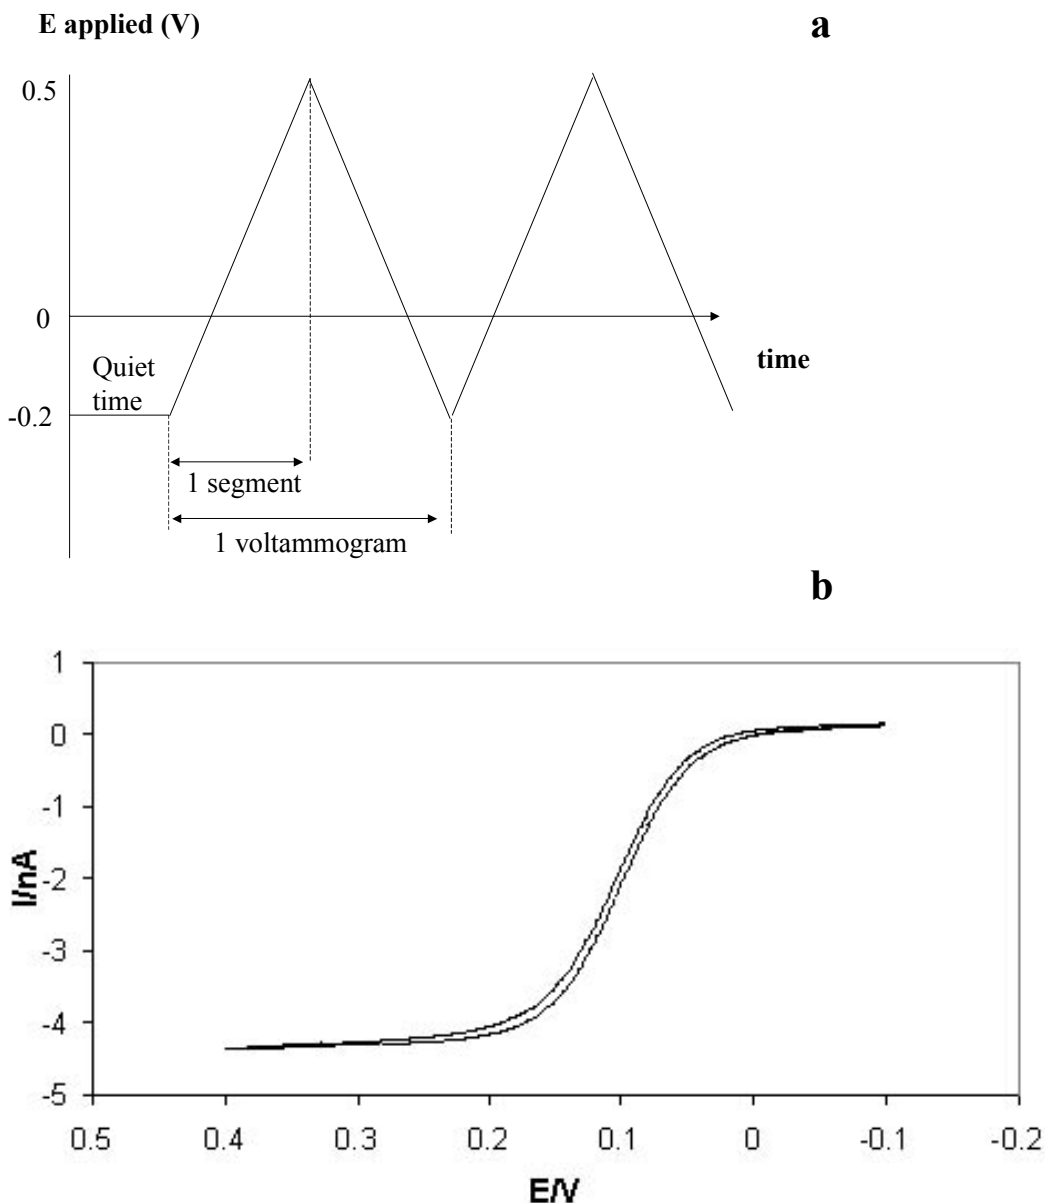 E applied (V)
a
0.5
0
Quiet
time
time
-0.2
1 segment
1 voltammogram
b
1
0
-1
-2
-3
-4
-5
I/nA
0.5 0.4 0.3 0.2 0.1 0 -0.1 -0.2
E/V